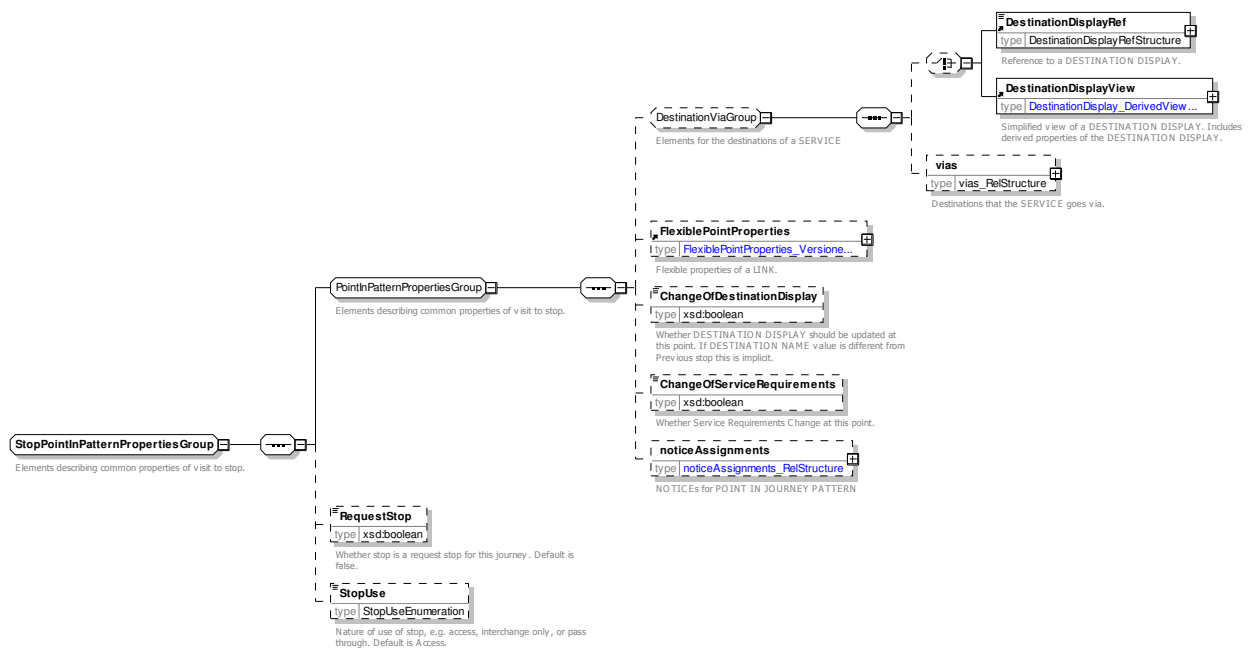 DestinationDisplayRef
type DestinationDisplayRefStructure
Reference to a DESTINATION DISPLAY.
DestinationDisplayView
type DestinationDisplay_DerivedView...
Simplified view of a DESTINATION DISPLAY. Includes
derived properties of the DESTINATION DISPLAY.
DestinationViaGroup
Elements for the destinations of a SERVICE
vias
type vias_RelStructure
Destinations that the SERVICE goes via.
FlexiblePointProperties
type FlexiblePointProperties_Versione...
Flexible properties of a LINK.
PointInPatternPropertiesGroup
Elements describing common properties of visit to stop.
ChangeOfDestinationDisplay
type xsd:boolean
Whether DESTINATION DISPLAY should be updated at
this point. If DESTINATION NAME value is different from
Previous stop this is implicit.
ChangeOfServiceRequirements
type xsd:boolean
Whether Service Requirements Change at this point.
StopPointInPatternPropertiesGroup
Elements describing common properties of visit to stop.
noticeAssignments
type noticeAssignments_RelStructure
NOTICEs for POINT IN JOURNEY PATTERN
RequestStop
type xsd:boolean
Whether stop is a request stop for this journey. Default is
false.
StopUse
type StopUseEnumeration
Nature of use of stop, e.g. access, interchange only, or pass
through. Default is Access.